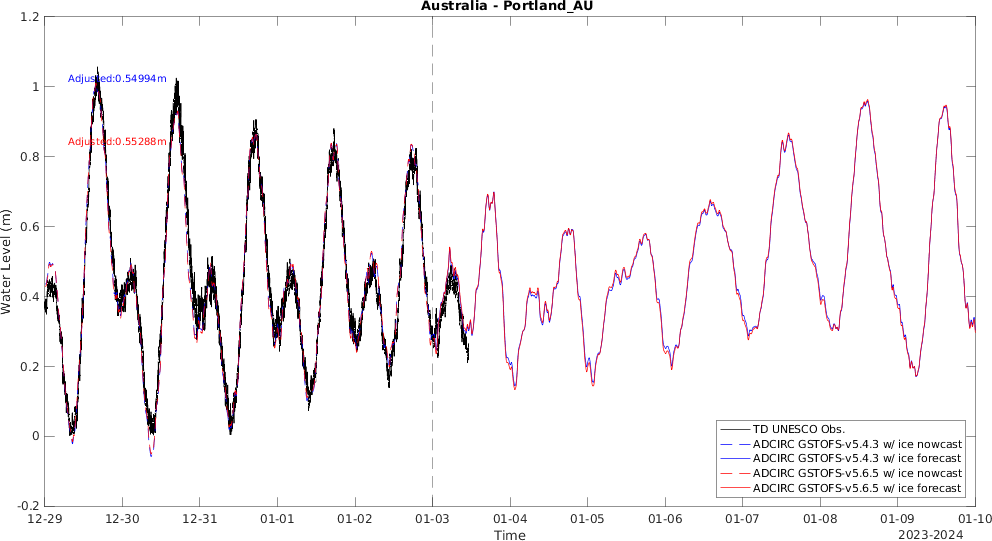 Australia - Portland_AU
1.2
1
0.8
0.6
0.4
0.2
0
-0.2
Water Level (m)
Adjusted:0.54994m
Adjusted:0.55288m
TD UNESCO Obs.
ADCIRC GSTOFS-v5.4.3 w/ ice nowcast
ADCIRC GSTOFS-v5.4.3 w/ ice forecast
ADCIRC GSTOFS-v5.6.5 w/ ice nowcast
ADCIRC GSTOFS-v5.6.5 w/ ice forecast
12-29 12-30 12-31 01-01 01-02 01-03 01-04 01-05 01-06 01-07 01-08 01-09 01-10
Time
2023-2024